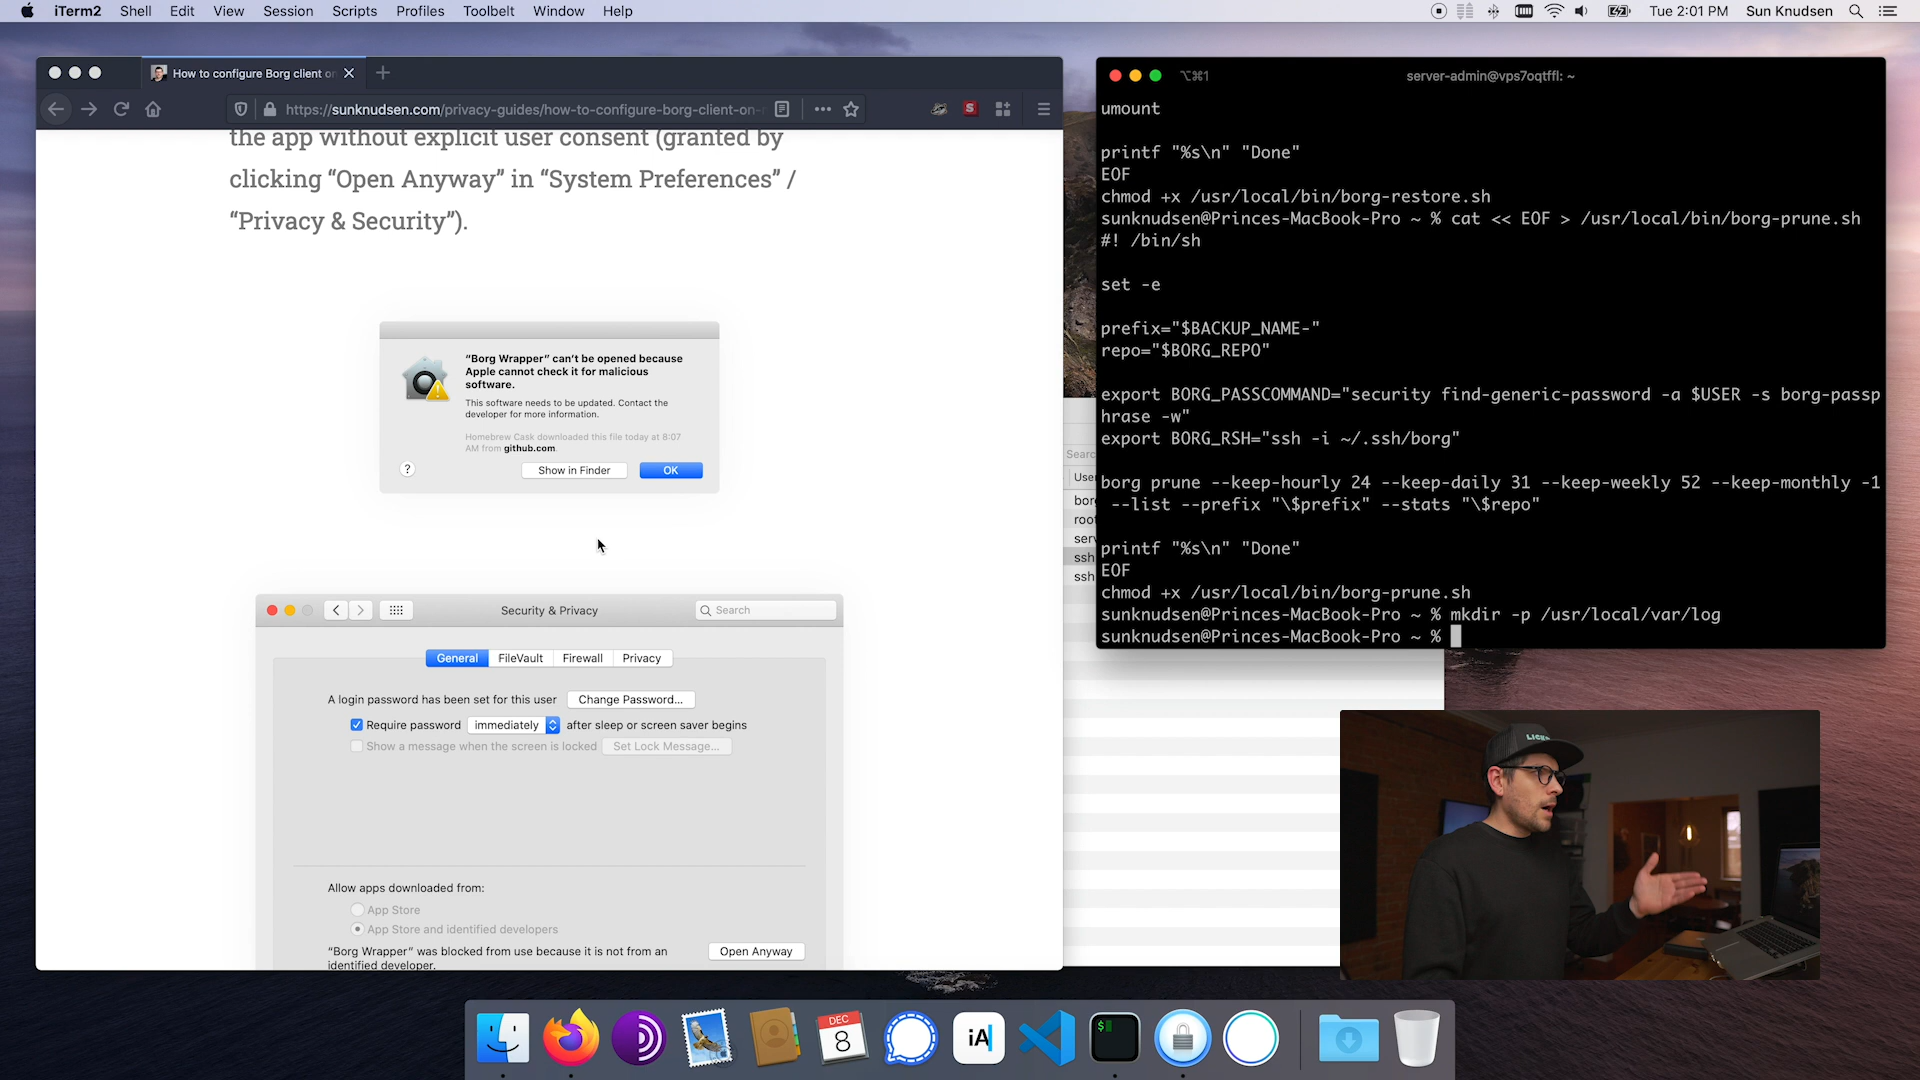 iTerm2 Shell Edit View Session Scripts Profiles Toolbelt Window Help
Tue 2:01 PM Sun Knudsen
How to configure Borg client on
https://sunknudsen.com/privacy-guides/how-to-configure-borg-client-on-
the app without explicit user consent (granted by
clicking “Open Anyway” in “System Preferences” /
“Privacy & Security”).
“Borg Wrapper” can’t be opened because
Apple cannot check it for malicious
software.
This software needs to be updated. Contact the
developer for more information.
Homebrew Cask downloaded this file today at 8:07
AM from github.com
?
Show in Finder
OK
Security & Privacy
Search
General FileVault Firewall Privacy
A login password has been set for this user Change Password...
Require password immediately after sleep or screen saver begins
Show a message when the screen is locked Set Lock Message...
Allow apps downloaded from:
App Store
App Store and identified developers
“Borg Wrapper” was blocked from use because it is not from an
identified developer.
Open Anyway
Searc
Use
bor
root
serv
ssh
ssh
⌥⌘1
server-admin@vps7oqtffl: ~
umount
printf "%s\n" "Done"
EOF
chmod +x /usr/local/bin/borg-restore.sh
sunknudsen@Princes-MacBook-Pro ~ % cat << EOF > /usr/local/bin/borg-prune.sh
#! /bin/sh
set -e
prefix="$BACKUP_NAME-"
repo="$BORG_REPO"
export BORG_PASSCOMMAND="security find-generic-password -a $USER -s borg-passp
hrase -w"
export BORG_RSH="ssh -i ~/.ssh/borg"
borg prune --keep-hourly 24 --keep-daily 31 --keep-weekly 52 --keep-monthly -1
--list --prefix "\$prefix" --stats "\$repo"
printf "%s\n" "Done"
EOF
chmod +x /usr/local/bin/borg-prune.sh
sunknudsen@Princes-MacBook-Pro ~ % mkdir -p /usr/local/var/log
sunknudsen@Princes-MacBook-Pro ~ %
DEC
8
iA
$